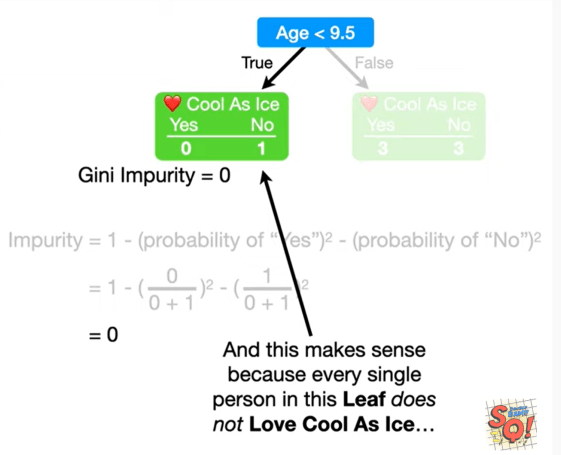 Age < 9.5
True
False
❤️ Cool As Ice
❤️ Cool As Ice
Yes No
Yes No
0 1
3 3
Gini Impurity = 0
Impurity = 1 - (probability of “Yes”)² - (probability of “No”)²
= 1 - (0/(0 + 1))² - (1/(0 + 1))²
= 0
And this makes sense
because every single
person in this Leaf does
not Love Cool As Ice…
SQ!